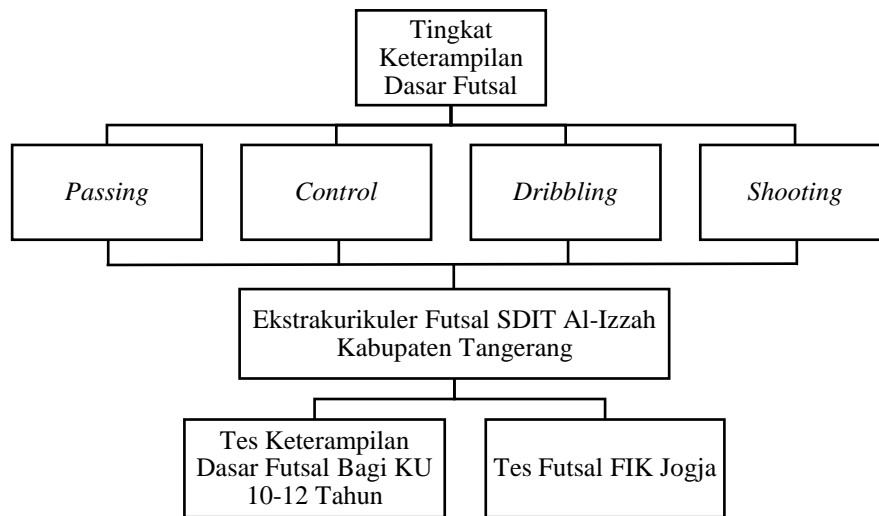 Tingkat
Keterampilan
Dasar Futsal
Passing
Control
Dribbling
Shooting
Ekstrakurikuler Futsal SDIT Al-Izzah
Kabupaten Tangerang
Tes Keterampilan
Dasar Futsal Bagi KU
10-12 Tahun
Tes Futsal FIK Jogja